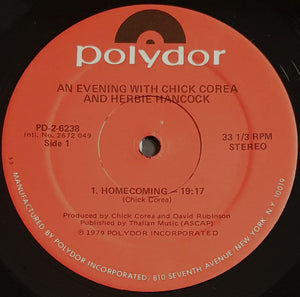 polydor
AN EVENING WITH CHICK COREA
AND HERBIE HANCOCK
PD-2-6238
Intl. No. 2672 049
Side 1
33 1/3 RPM
STEREO
1. HOMECOMING — 19:17
(Chick Corea)
Produced by Chick Corea and David Rubinson
Published by Thalian Music (ASCAP)
Ⓟ 1979 POLYDOR INCORPORATED
53 MANUFACTURED BY POLYDOR INCORPORATED/810 SEVENTH AVENUE/NEW YORK, N.Y. 10019